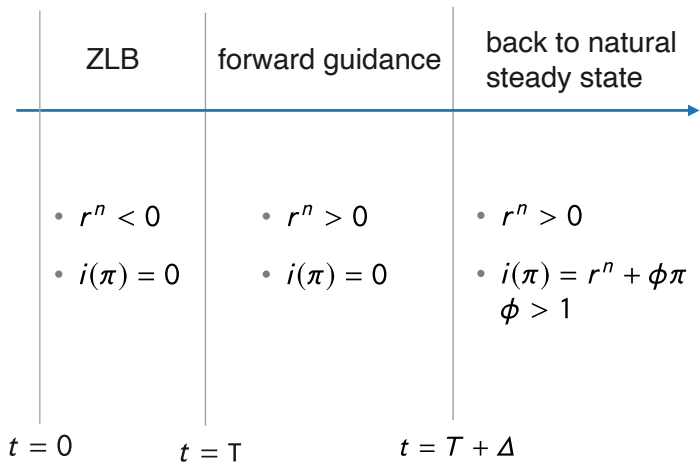 ZLB
forward guidance
back to natural
steady state
• rⁿ < 0
• i(π) = 0
• rⁿ > 0
• i(π) = 0
• rⁿ > 0
• i(π) = rⁿ + ϕπ
ϕ > 1
t = 0
t = T
t = T + Δ